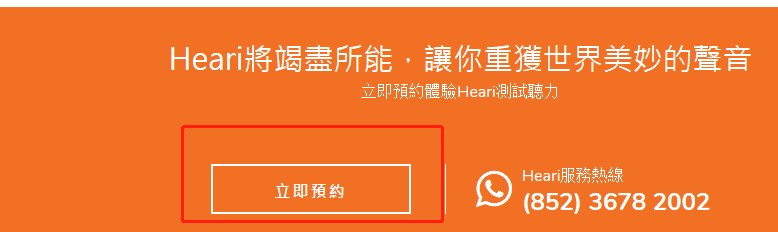 Heari將竭盡所能，讓你重獲世界美妙的聲音
立即預約體驗Heari測試聽力
立即預約
Heari服務熱線
(852) 3678 2002